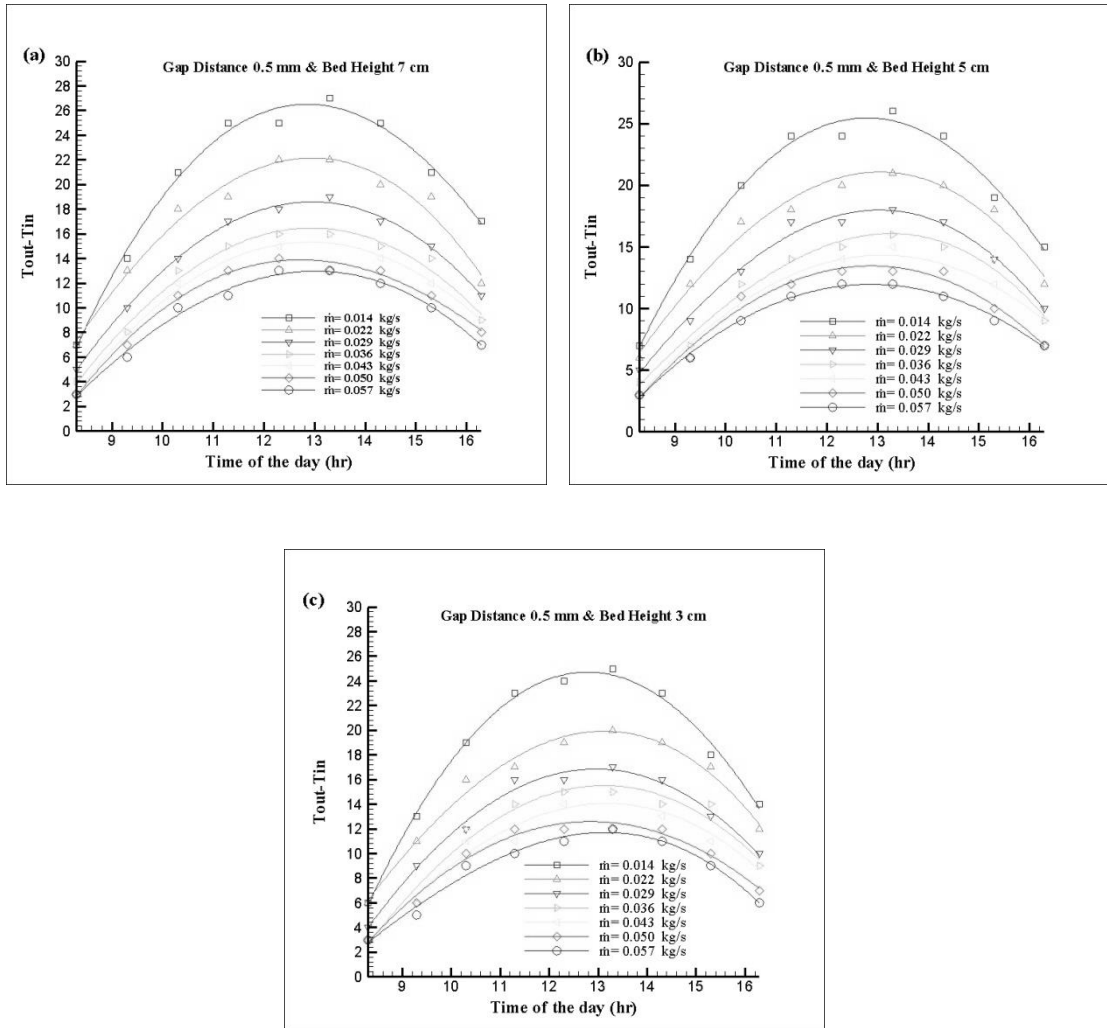 (a)
Gap Distance 0.5 mm & Bed Height 7 cm
30
28
26
24
22
20
18
16
14
12
10
8
6
4
2
0
Tout-Tin
ṁ= 0.014 kg/s
ṁ= 0.022 kg/s
ṁ= 0.029 kg/s
ṁ= 0.036 kg/s
ṁ= 0.043 kg/s
ṁ= 0.050 kg/s
ṁ= 0.057 kg/s
9 10 11 12 13 14 15 16
Time of the day (hr)
(b)
Gap Distance 0.5 mm & Bed Height 5 cm
30
25
20
15
10
5
0
Tout-Tin
ṁ= 0.014 kg/s
ṁ= 0.022 kg/s
ṁ= 0.029 kg/s
ṁ= 0.036 kg/s
ṁ= 0.043 kg/s
ṁ= 0.050 kg/s
ṁ= 0.057 kg/s
9 10 11 12 13 14 15 16
Time of the day (hr)
(c)
Gap Distance 0.5 mm & Bed Height 3 cm
30
28
26
24
22
20
18
16
14
12
10
8
6
4
2
0
Tout-Tin
ṁ= 0.014 kg/s
ṁ= 0.022 kg/s
ṁ= 0.029 kg/s
ṁ= 0.036 kg/s
ṁ= 0.043 kg/s
ṁ= 0.050 kg/s
ṁ= 0.057 kg/s
9 10 11 12 13 14 15 16
Time of the day (hr)